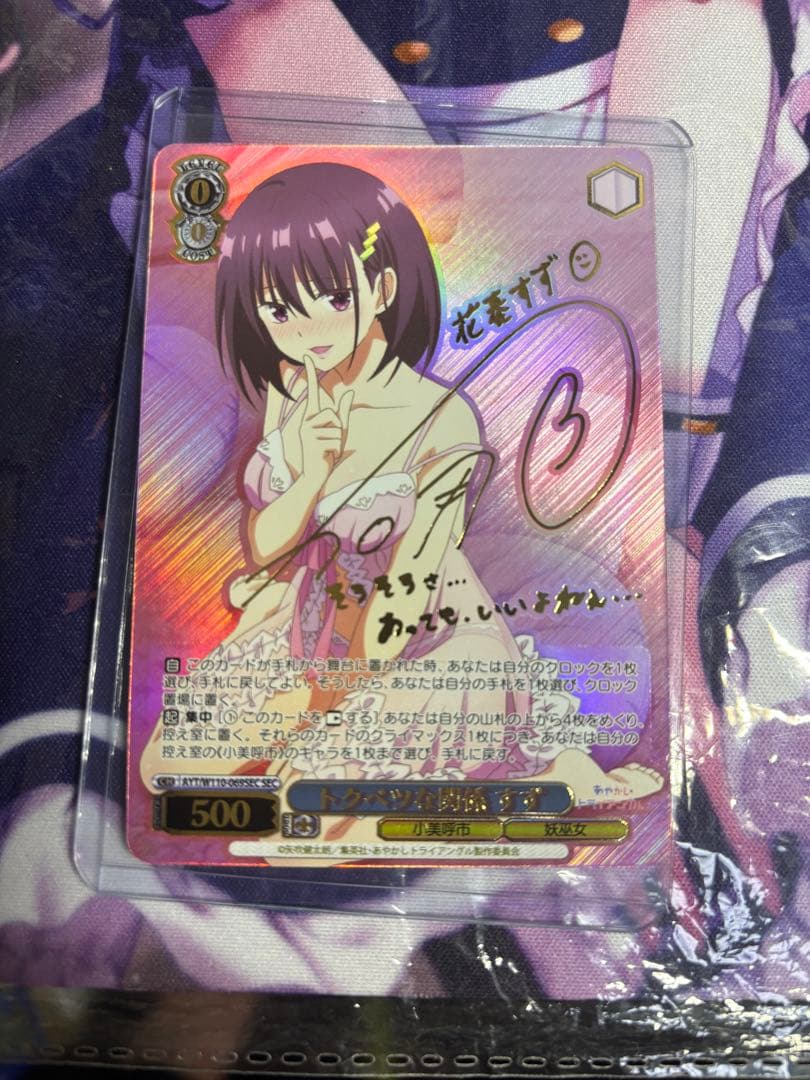 LEVEL
0
0
COST
花奏すず
そろそろさ…
あっても、いいよねぇ…
自 このカードが手札から舞台に置かれた時、あなたは自分のクロックを1枚
選び、手札に戻してよい。そうしたら、あなたは自分の手札を1枚選び、クロック
置場に置く。
起 集中 [① このカードを する] あなたは自分の山札の上から4枚をめくり、
控え室に置く。それらのカードのクライマックス1枚につき、あなたは自分の
控え室の《小美呼市》のキャラを1枚まで選び、手札に戻す。
AYT/W110-069SEC SEC
トクベツな関係 すず
500
小美呼市 妖巫女
あやかし
トライアングル
©矢吹健太朗／集英社・あやかしトライアングル製作委員会